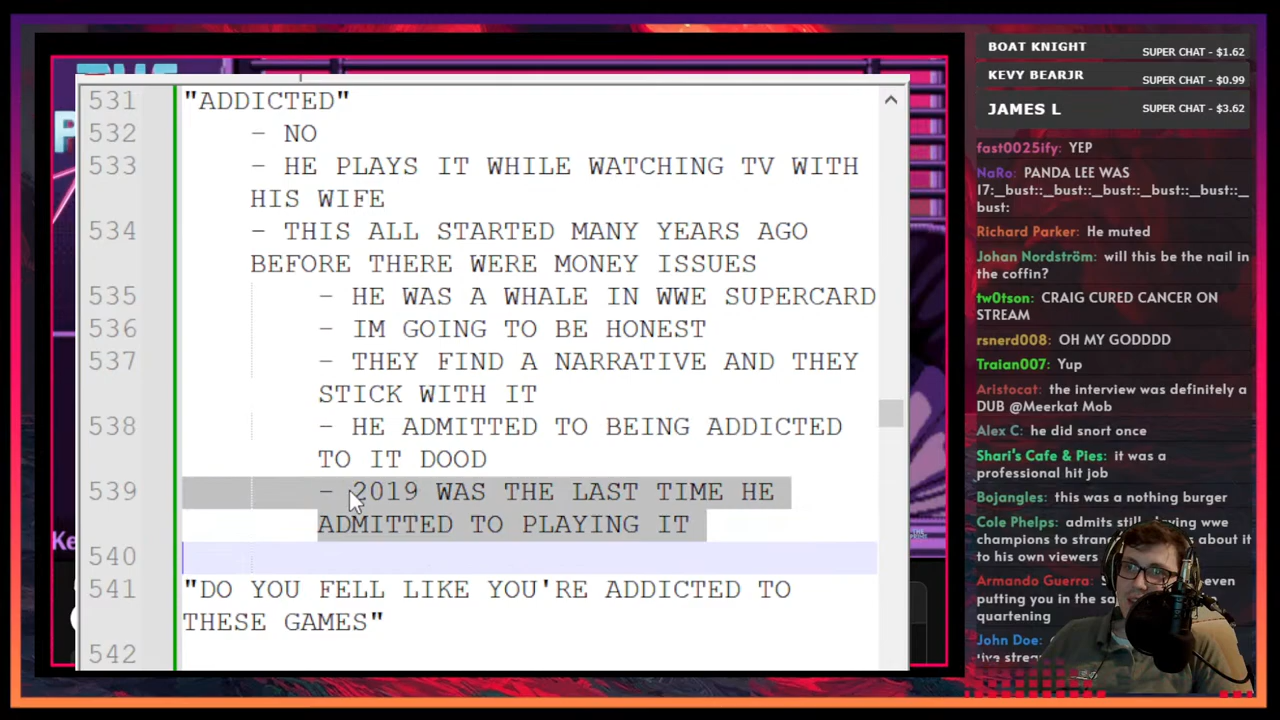 531 "ADDICTED"
532 - NO
533 - HE PLAYS IT WHILE WATCHING TV WITH
HIS WIFE
534 - THIS ALL STARTED MANY YEARS AGO
BEFORE THERE WERE MONEY ISSUES
535 - HE WAS A WHALE IN WWE SUPERCARD
536 - IM GOING TO BE HONEST
537 - THEY FIND A NARRATIVE AND THEY
STICK WITH IT
538 - HE ADMITTED TO BEING ADDICTED
TO IT DOOD
539 - 2019 WAS THE LAST TIME HE
ADMITTED TO PLAYING IT
540
541 "DO YOU FELL LIKE YOU'RE ADDICTED TO
THESE GAMES"
542
BOAT KNIGHT SUPER CHAT - $1.62
KEVY BEARJR SUPER CHAT - $0.99
JAMES L SUPER CHAT - $3.62
fast0025ify: YEP
NaRo: PANDA LEE WAS
17:_bust::_bust::_bust::_bust::_bust::_
bust:
Richard Parker: He muted
Johan Nordström: will this be the nail in
the coffin?
tw0tson: CRAIG CURED CANCER ON
STREAM
rsnerd008: OH MY GODDDD
Traian007: Yup
Aristocat: the interview was definitely a
DUB @Meerkat Mob
Alex C: he did snort once
Shari's Cafe & Pies: it was a
professional hit job
Bojangles: this was a nothing burger
Cole Phelps: admits still
champions to about it
to his own viewers
Armando Guerra: even
putting you in the
quartening
John Doe:
live